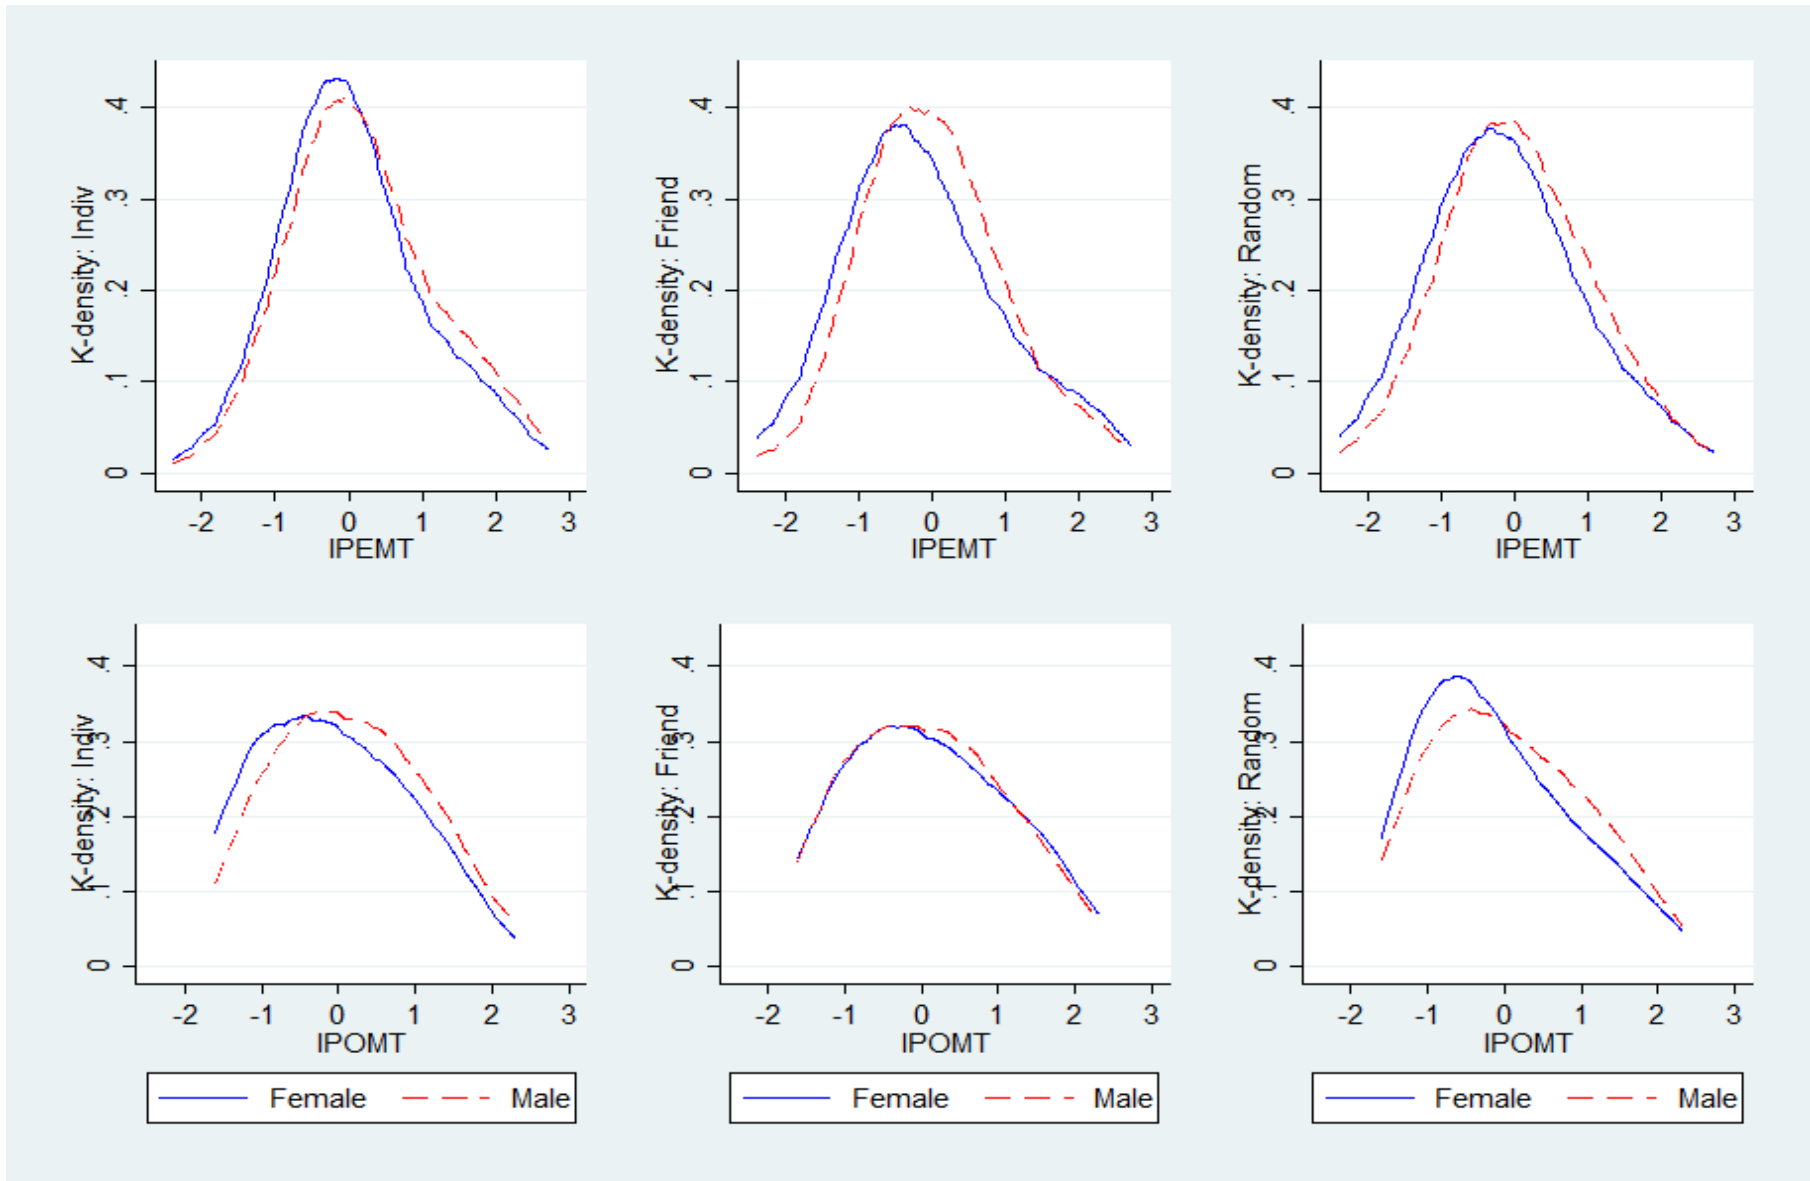 K-density: Indiv
0 .1 .2 .3 .4
-2 -1 0 1 2 3
IPEMT
K-density: Friend
0 .1 .2 .3 .4
-2 -1 0 1 2 3
IPEMT
K-density: Random
0 .1 .2 .3 .4
-2 -1 0 1 2 3
IPEMT
K-density: Indiv
0 .1 .2 .3 .4
-2 -1 0 1 2 3
IPOMT
Female Male
K-density: Friend
0 .1 .2 .3 .4
-2 -1 0 1 2 3
IPOMT
Female Male
K-density: Random
0 .1 .2 .3 .4
-2 -1 0 1 2 3
IPOMT
Female Male